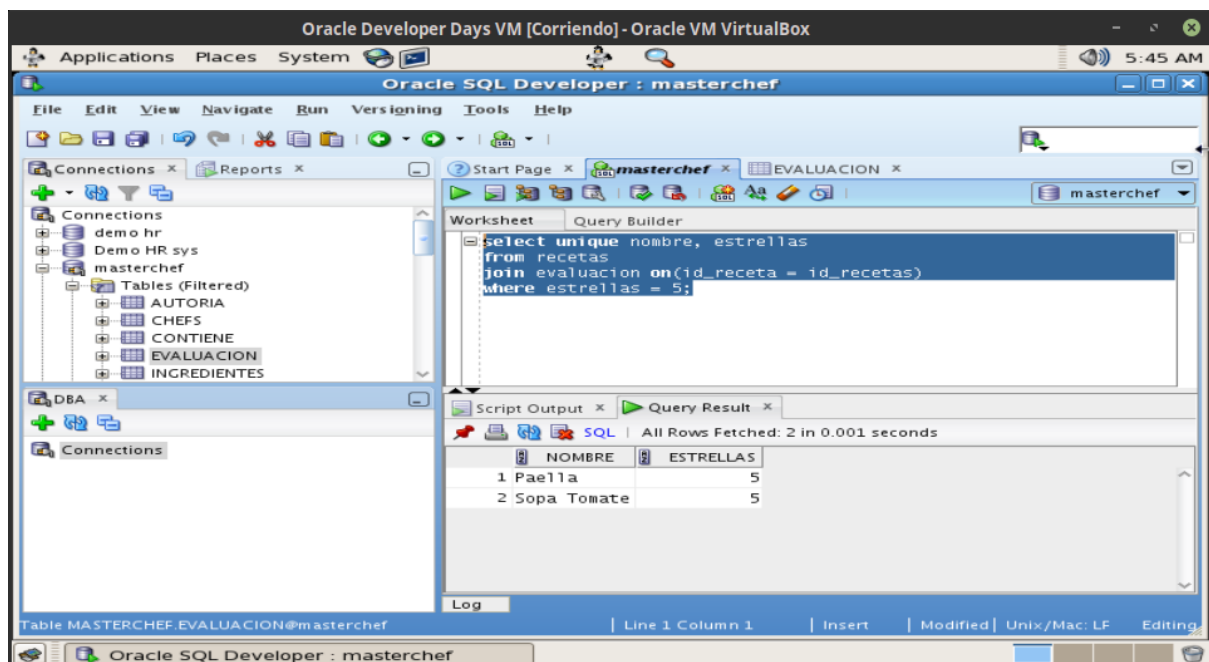 Oracle Developer Days VM [Corriendo] - Oracle VM VirtualBox
Applications Places System 5:45 AM
Oracle SQL Developer : masterchef
File Edit View Navigate Run Versioning Tools Help
Connections Reports
Start Page masterchef EVALUACION
masterchef
Connections
demo hr
Demo HR sys
masterchef
Tables (Filtered)
AUTORIA
CHEFS
CONTIENE
EVALUACION
INGREDIENTES
Worksheet Query Builder
select unique nombre, estrellas
from recetas
join evaluacion on(id_receta = id_recetas)
where estrellas = 5;
DBA
Connections
Script Output Query Result
SQL | All Rows Fetched: 2 in 0.001 seconds
NOMBRE ESTRELLAS
1 Paella 5
2 Sopa Tomate 5
Log
Table MASTERCHEF.EVALUACION@masterchef | Line 1 Column 1 | Insert | Modified | Unix/Mac: LF Editing
Oracle SQL Developer : masterchef